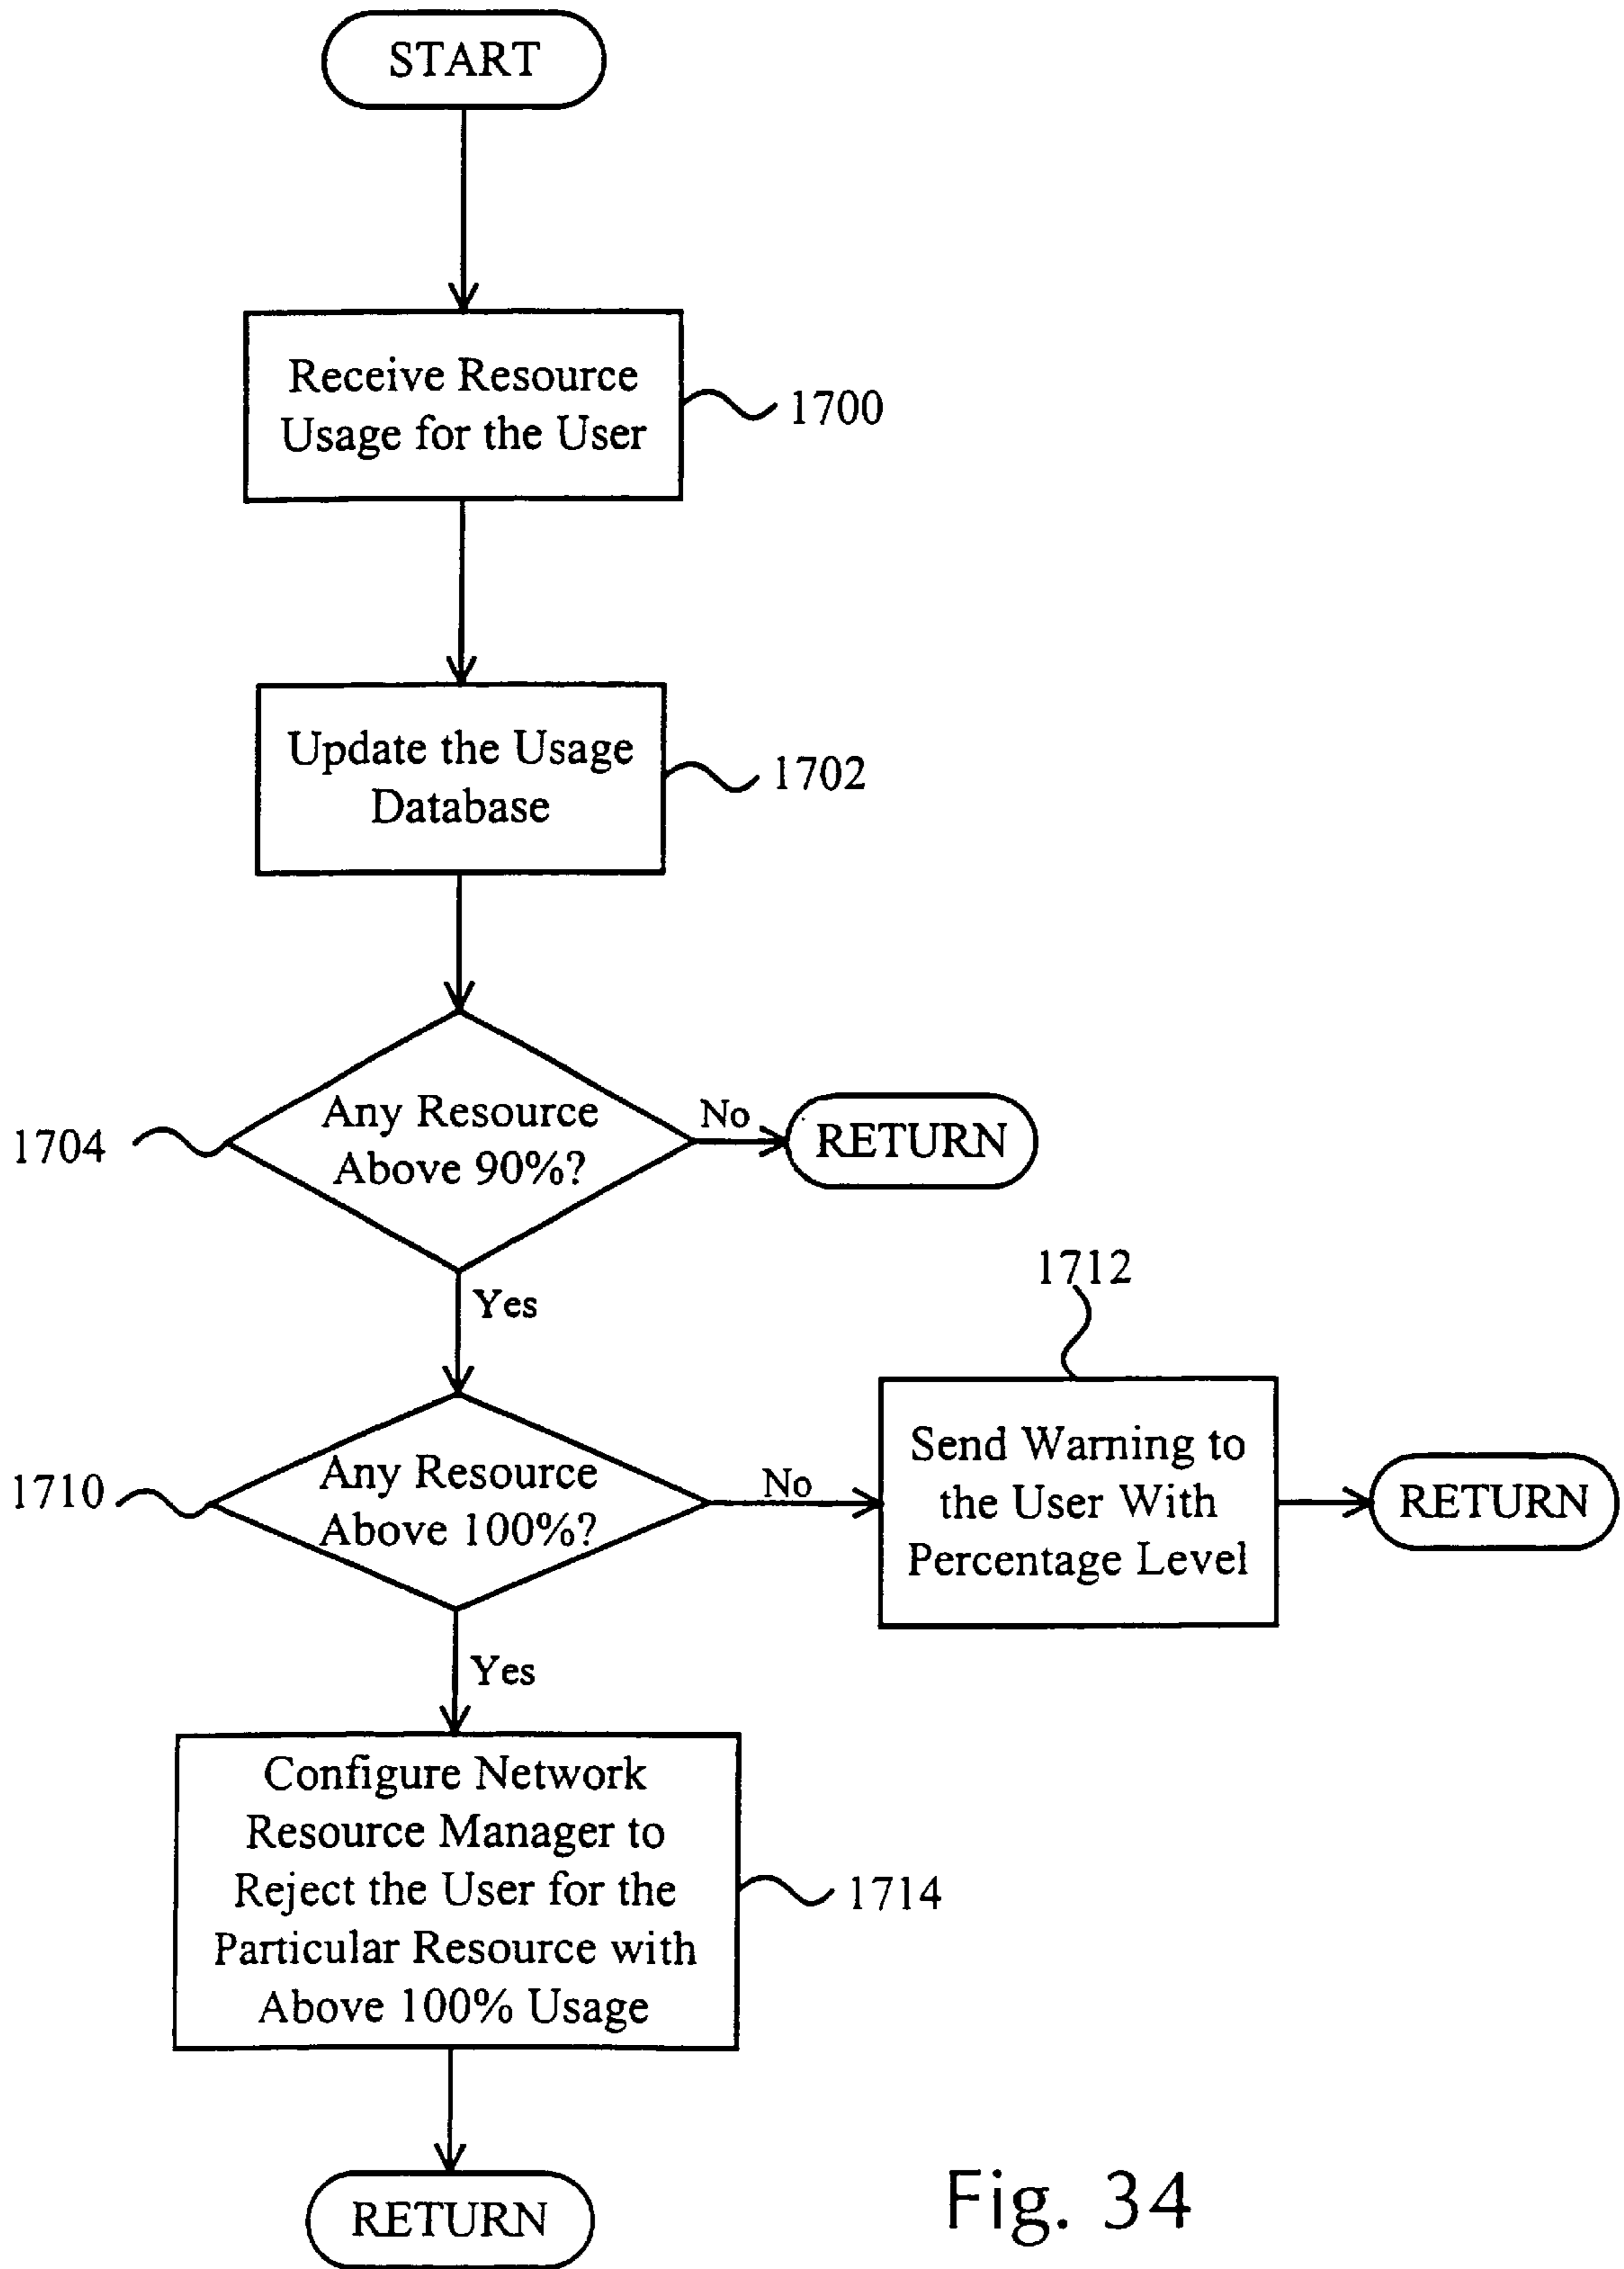 START
Receive Resource
Usage for the User
1700
Update the Usage
Database
1702
Any Resource
Above 90%?
1704
No
RETURN
Yes
1712
Any Resource
Above 100%?
1710
No
Send Warning to
the User With
Percentage Level
RETURN
Yes
Configure Network
Resource Manager to
Reject the User for the
Particular Resource with
Above 100% Usage
1714
RETURN
Fig. 34